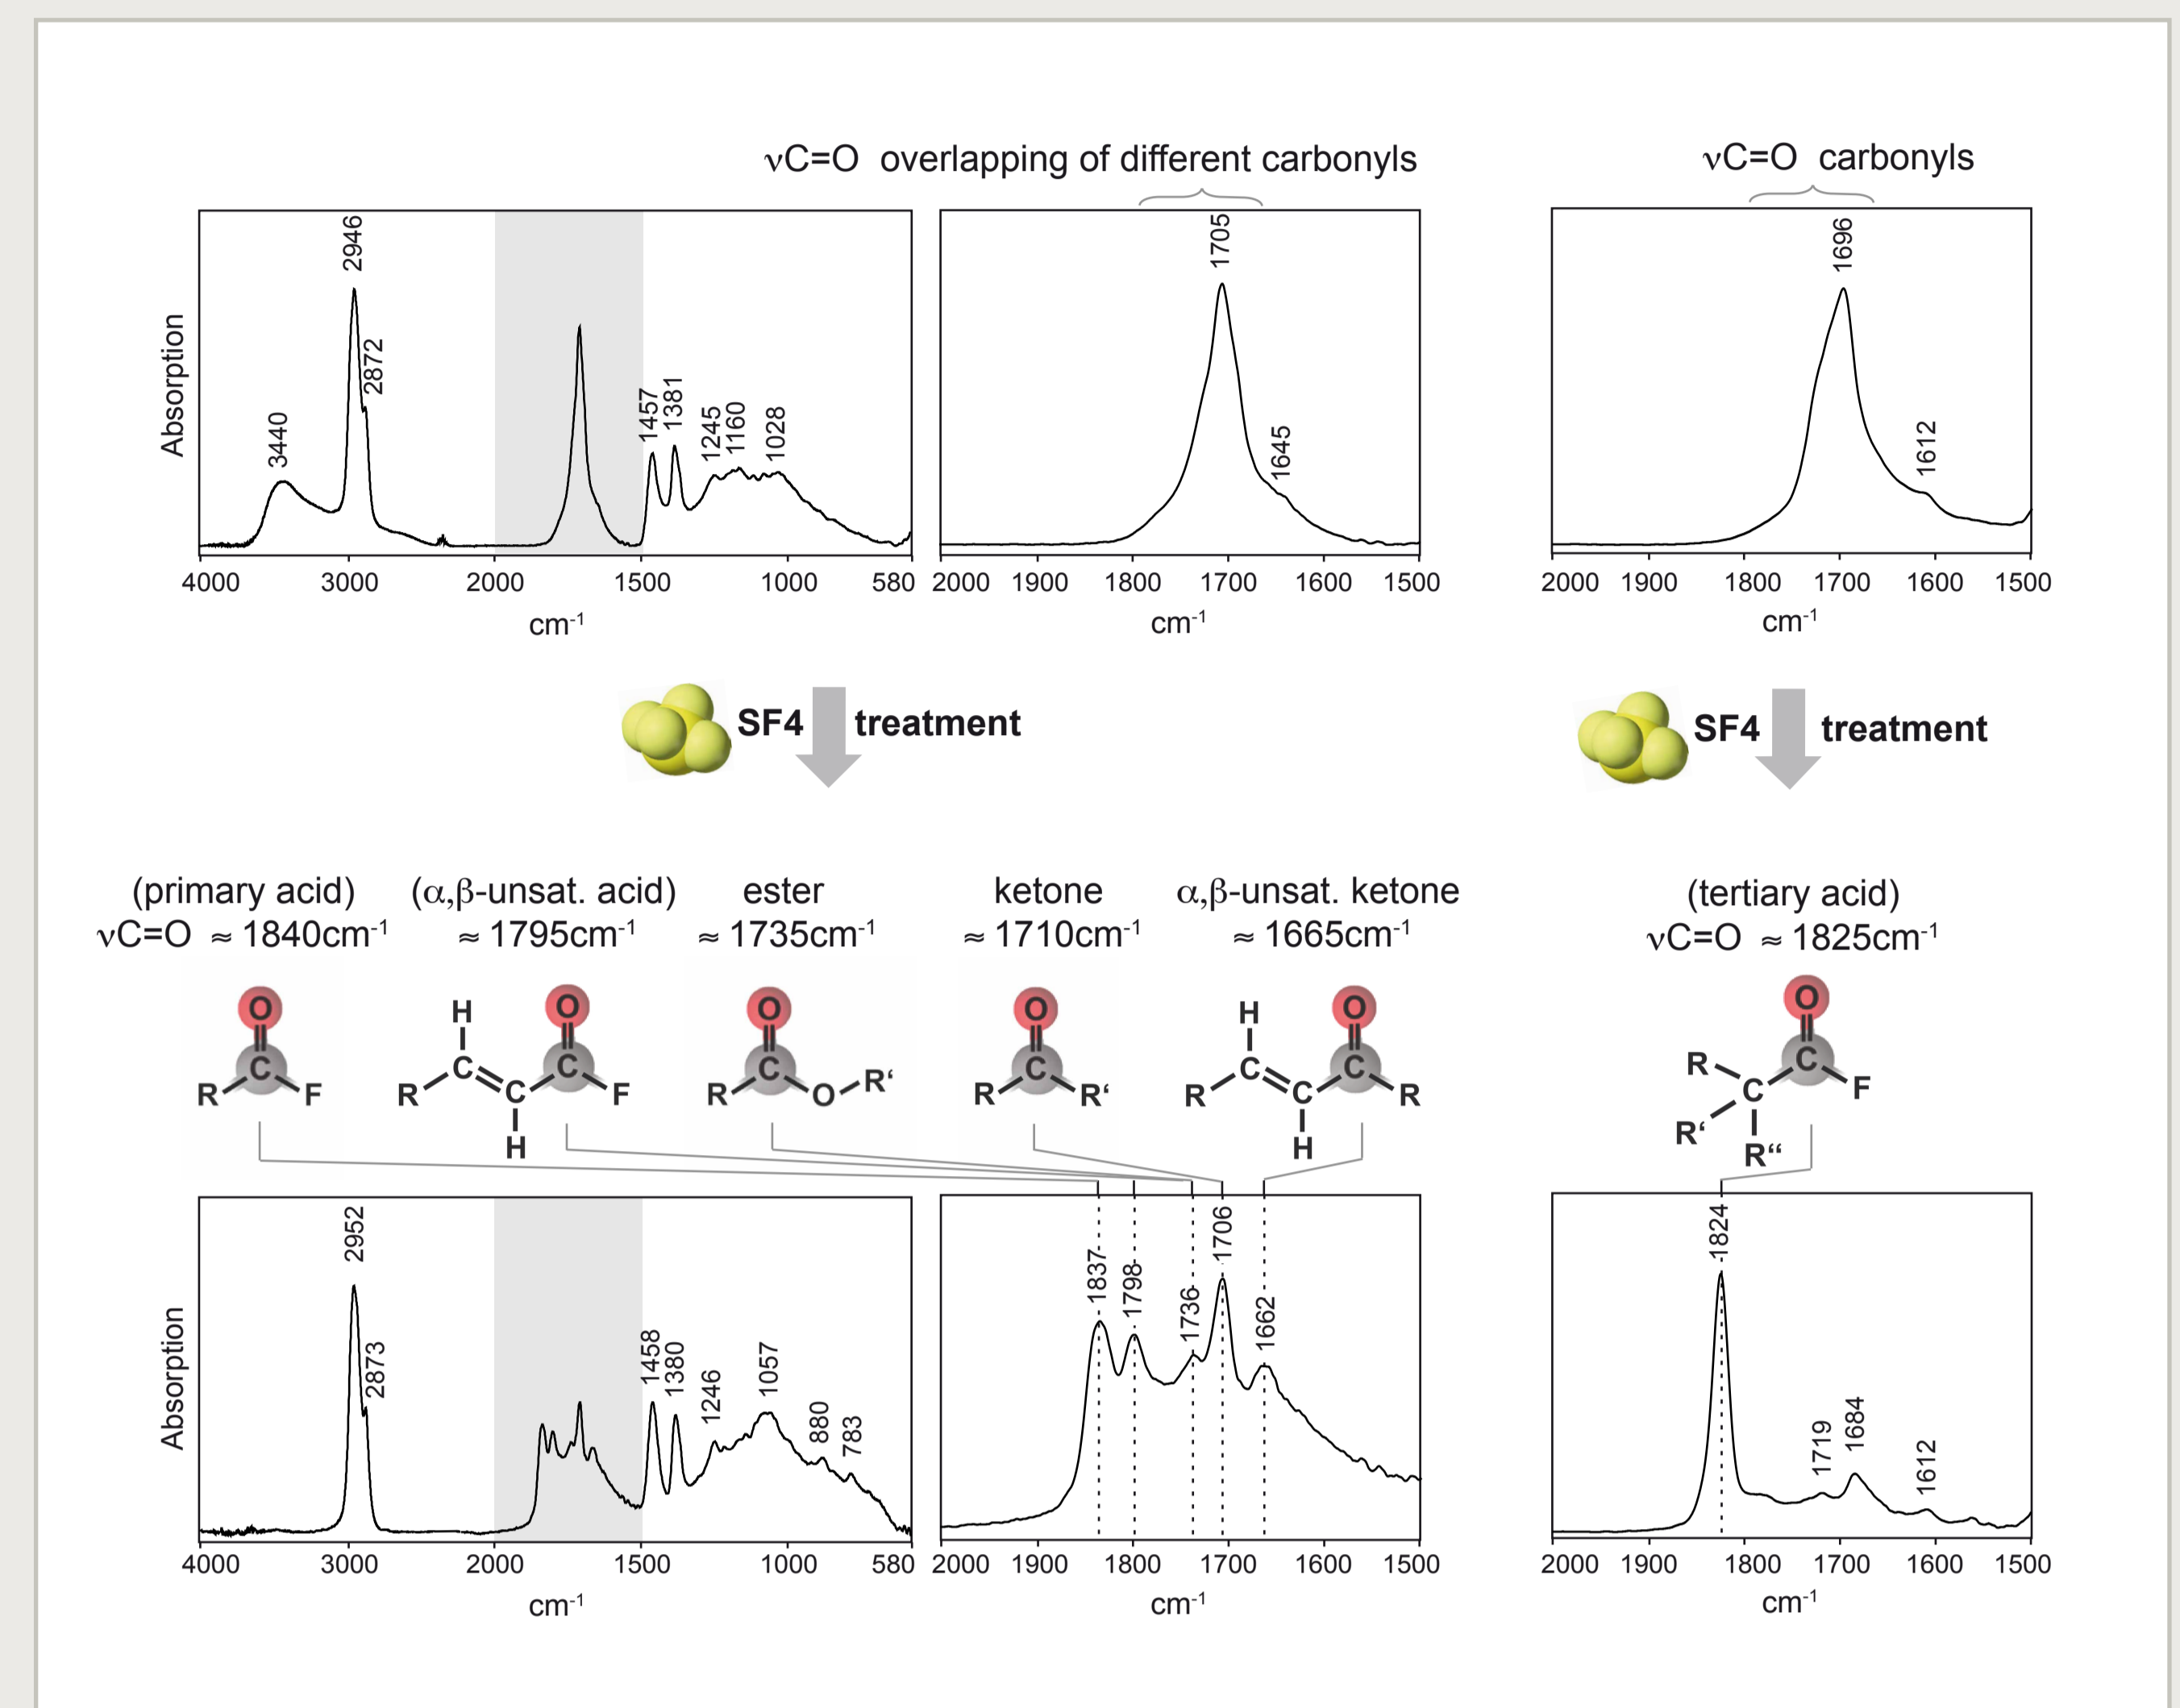 νC=O overlapping of different carbonyls
νC=O carbonyls
Absorption
3440
2946
2872
1457
1381
1245
1160
1028
4000 3000 2000 1500 1000 580
cm-1
1705
1645
2000 1900 1800 1700 1600 1500
cm-1
1696
1612
2000 1900 1800 1700 1600 1500
cm-1
SF4 treatment
SF4 treatment
(primary acid)
νC=O ≈ 1840cm-1
(α,β-unsat. acid)
≈ 1795cm-1
ester
≈ 1735cm-1
ketone
≈ 1710cm-1
α,β-unsat. ketone
≈ 1665cm-1
(tertiary acid)
νC=O ≈ 1825cm-1
O
R C F
H O
R C C C F
H
O
R C O R‘
O
R C R‘
H O
R C C C R
H
O
R C C F
R‘ R“
Absorption
2952
2873
1458
1380
1246
1057
880
783
4000 3000 2000 1500 1000 580
cm-1
1837
1798
1736
1706
1662
2000 1900 1800 1700 1600 1500
cm-1
1824
1719
1684
1612
2000 1900 1800 1700 1600 1500
cm-1